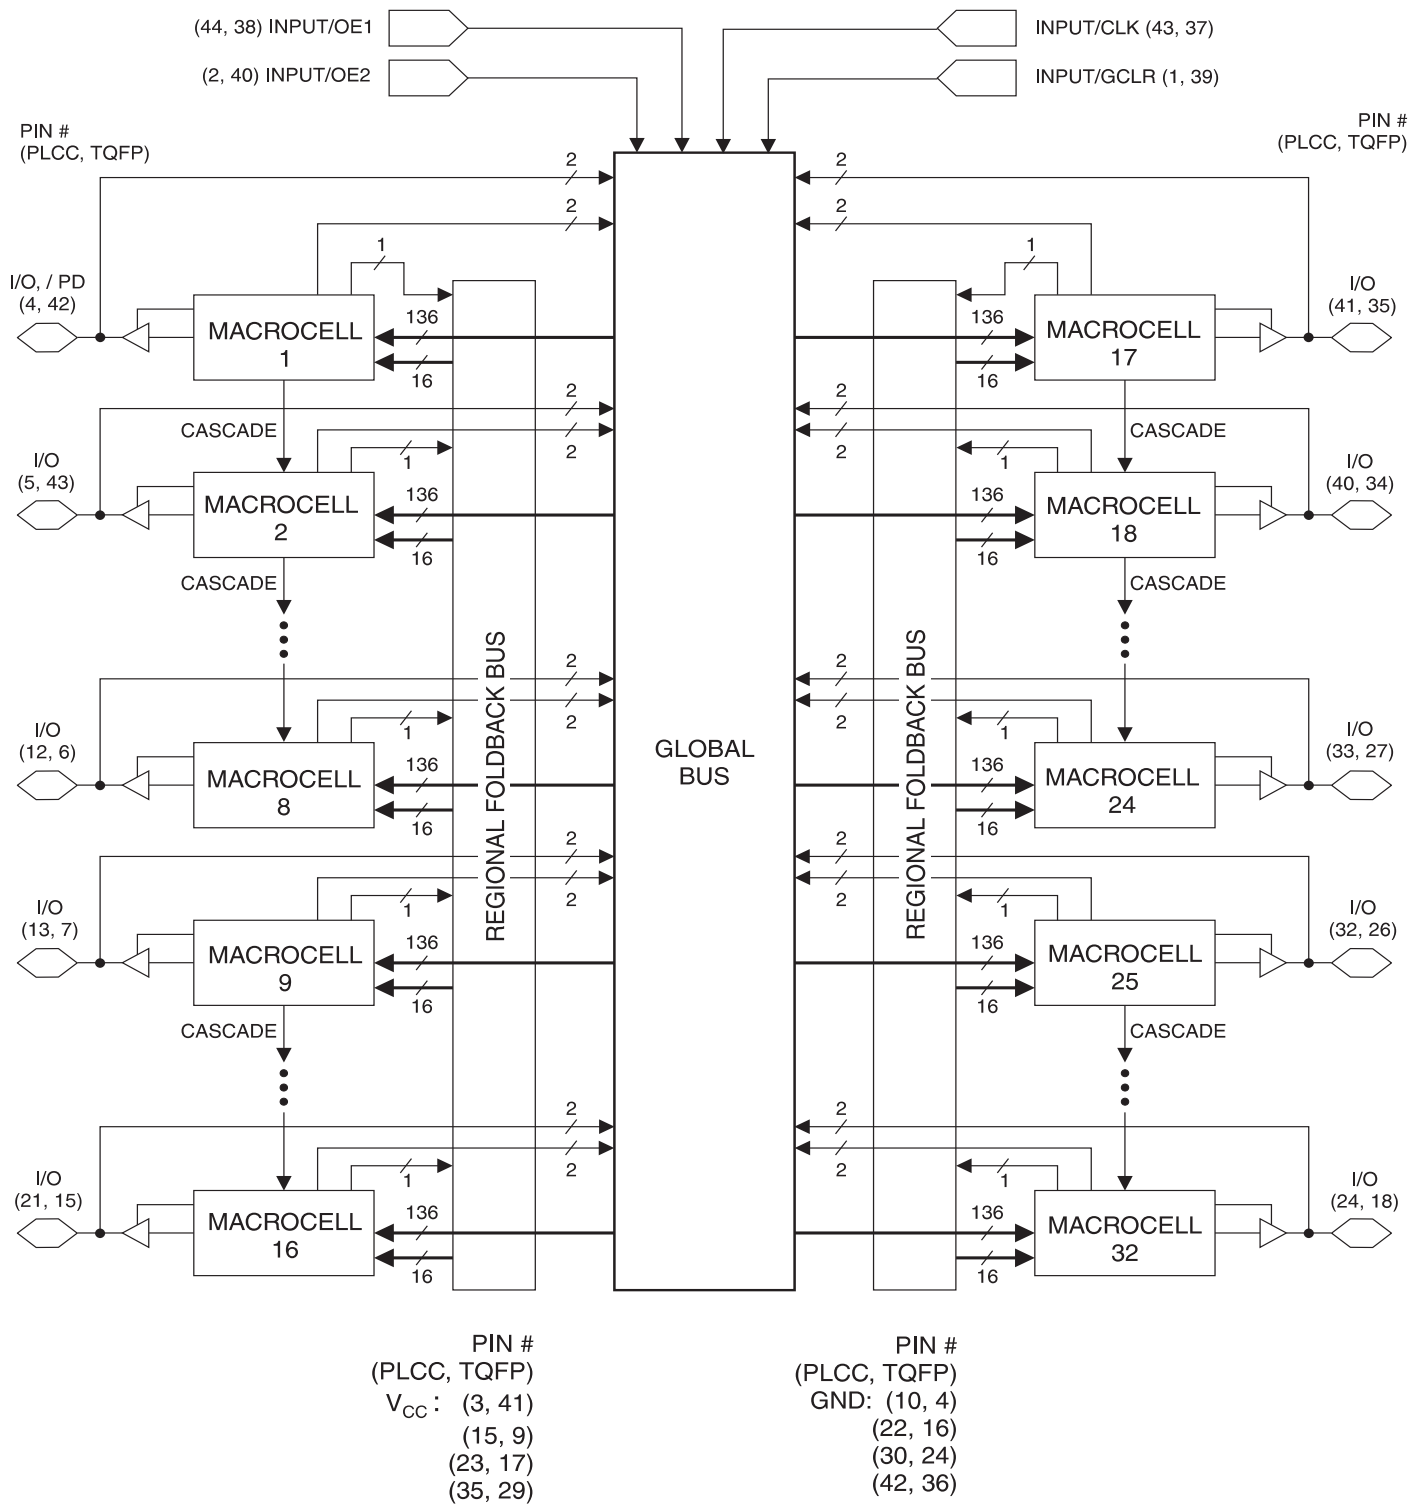 (44, 38) INPUT/OE1
INPUT/CLK (43, 37)
(2, 40) INPUT/OE2
INPUT/GCLR (1, 39)
PIN #
(PLCC, TQFP)
PIN #
(PLCC, TQFP)
2
2
2
2
1
1
I/O, / PD
(4, 42)
MACROCELL
1
136
16
136
16
MACROCELL
17
I/O
(41, 35)
CASCADE
2
2
CASCADE
1
2
2
1
I/O
(5, 43)
MACROCELL
2
136
16
136
16
MACROCELL
18
I/O
(40, 34)
CASCADE
CASCADE
REGIONAL FOLDBACK BUS
GLOBAL
BUS
REGIONAL FOLDBACK BUS
2
2
1
2
2
1
I/O
(12, 6)
MACROCELL
8
136
16
136
16
MACROCELL
24
I/O
(33, 27)
2
2
1
2
2
1
I/O
(13, 7)
MACROCELL
9
136
16
136
16
MACROCELL
25
I/O
(32, 26)
CASCADE
CASCADE
2
2
1
2
2
1
I/O
(21, 15)
MACROCELL
16
136
16
136
16
MACROCELL
32
I/O
(24, 18)
PIN #
(PLCC, TQFP)
VCC : (3, 41)
(15, 9)
(23, 17)
(35, 29)
PIN #
(PLCC, TQFP)
GND: (10, 4)
(22, 16)
(30, 24)
(42, 36)